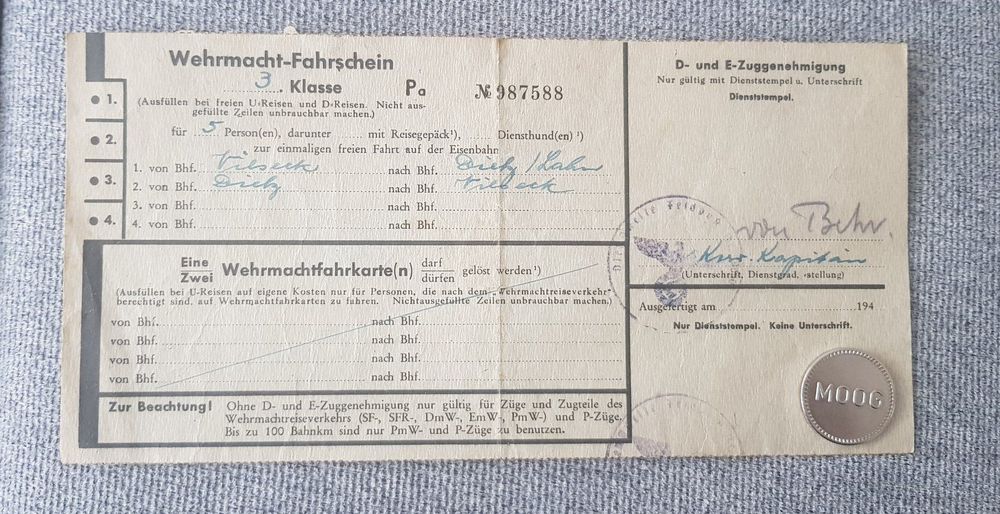 Wehrmacht-Fahrschein
3. Klasse Pa № 987588
(Ausfüllen bei freien U-Reisen und D-Reisen. Nicht aus-
gefüllte Zeilen unbrauchbar machen.)
für 5 Person(en), darunter ...... mit Reisegepäck¹), ...... Diensthund(en)¹)
zur einmaligen freien Fahrt auf der Eisenbahn
1. von Bhf. Vilseck nach Bhf. Dietz/Lahn
2. von Bhf. Dietz nach Bhf. Vilseck
3. von Bhf. nach Bhf.
4. von Bhf. nach Bhf.
1.
2.
3.
4.
Eine
Zwei Wehrmachtfahrkarte(n) darf
dürfen gelöst werden¹)
(Ausfüllen bei U-Reisen auf eigene Kosten nur für Personen, die nach dem Wehrmachtreiseverkehr
berechtigt sind, auf Wehrmachtfahrkarten zu fahren. Nichtausgefüllte Zeilen unbrauchbar machen.)
von Bhf. nach Bhf.
von Bhf. nach Bhf.
von Bhf. nach Bhf.
von Bhf. nach Bhf.
Zur Beachtung! Ohne D- und E-Zuggenehmigung nur gültig für Züge und Zugteile des
Wehrmachtreiseverkehrs (SF-, SFR-, DmW-, EmW-, PmW-) und P-Züge.
Bis zu 100 Bahnkm sind nur PmW- und P-Züge zu benutzen.
D- und E-Zuggenehmigung
Nur gültig mit Dienststempel u. Unterschrift
Dienststempel.
von Behr.
Korv. Kapitän
(Unterschrift, Dienstgrad, -stellung)
Ausgefertigt am 194
Nur Dienststempel. Keine Unterschrift.
MOOG